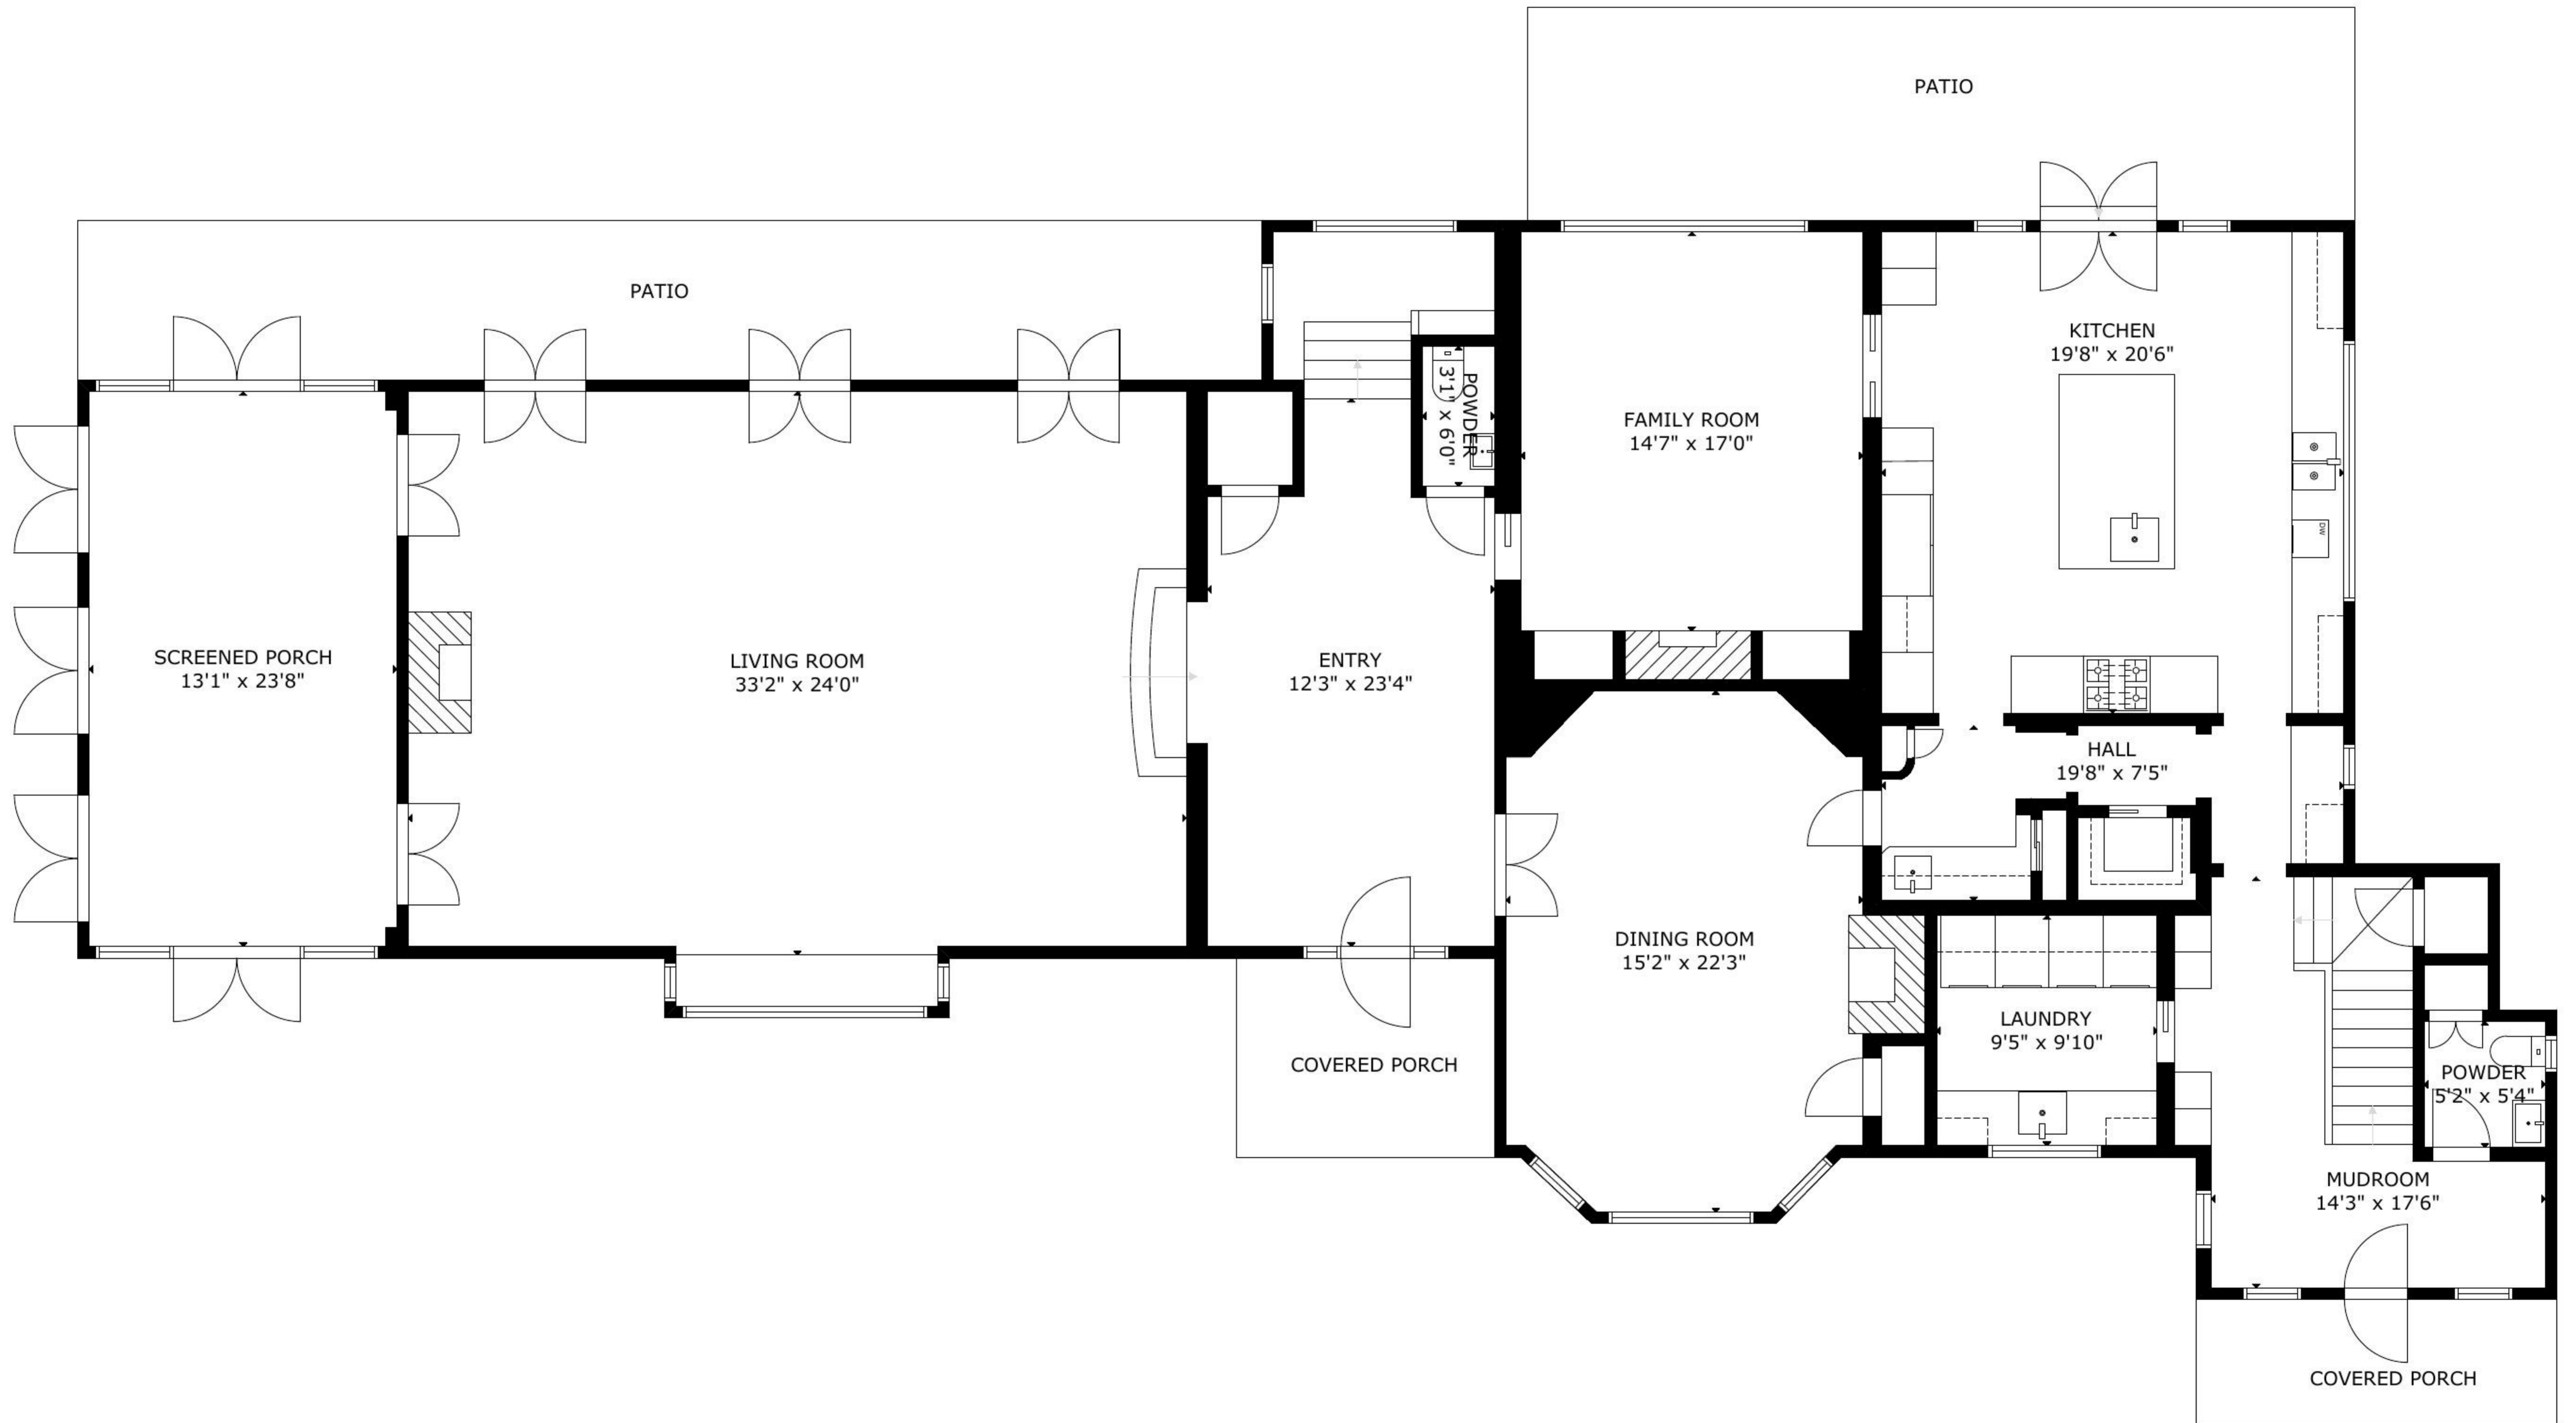 PATIO
PATIO
KITCHEN
19'8" x 20'6"
POWDER
3'1" x 6'0"
FAMILY ROOM
14'7" x 17'0"
DW
SCREENED PORCH
13'1" x 23'8"
LIVING ROOM
33'2" x 24'0"
ENTRY
12'3" x 23'4"
HALL
19'8" x 7'5"
DINING ROOM
15'2" x 22'3"
LAUNDRY
9'5" x 9'10"
COVERED PORCH
POWDER
5'2" x 5'4"
MUDROOM
14'3" x 17'6"
COVERED PORCH